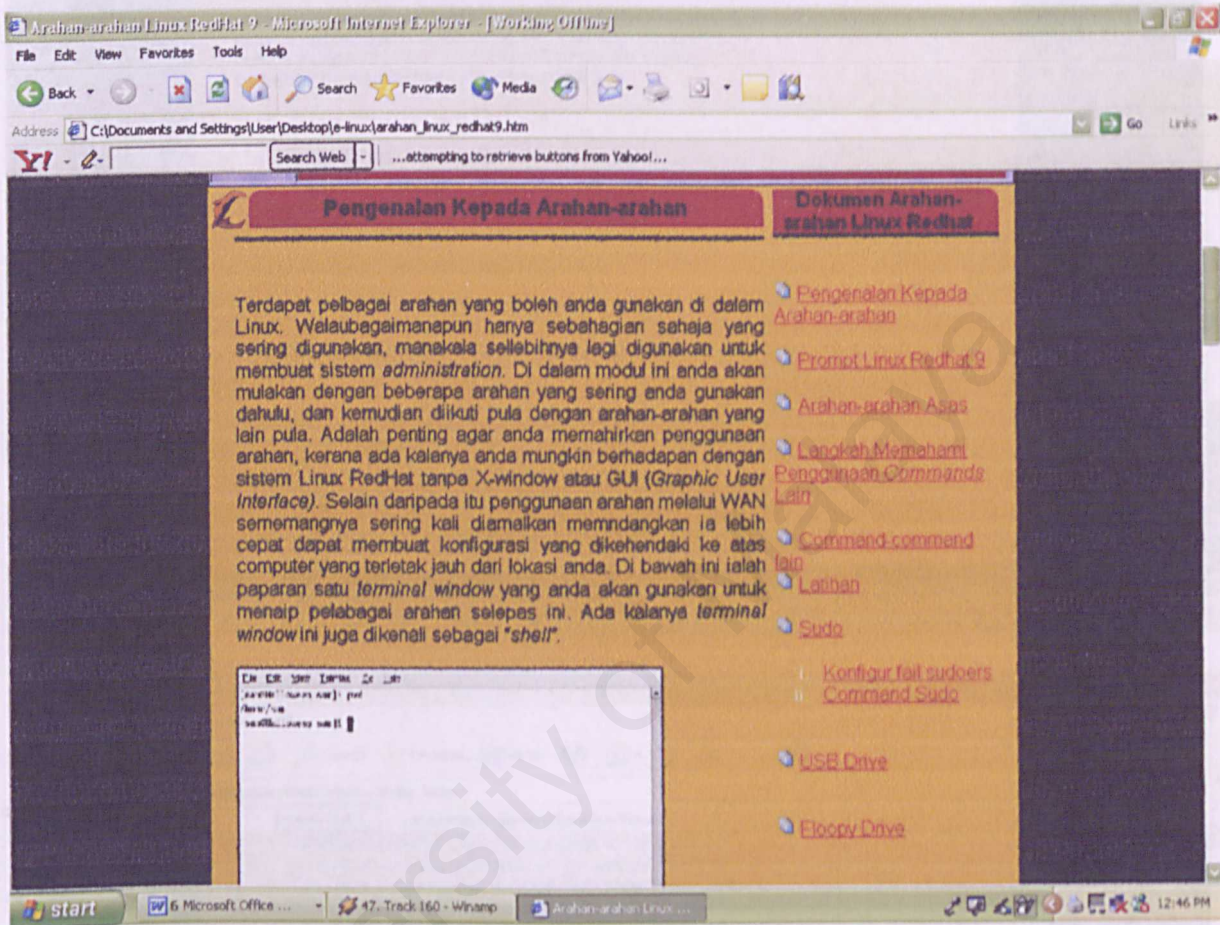 Arahan-arahan Linux RedHat 9 - Microsoft Internet Explorer - [Working Offline]
File Edit View Favorites Tools Help
Back Search Favorites Media
Address C:\Documents and Settings\User\Desktop\e-linux\arahan_linux_redhat9.htm Go Links
Y! Search Web ...attempting to retrieve buttons from Yahoo!...
Pengenalan Kepada Arahan-arahan
Terdapat pelbagai arahan yang boleh anda gunakan di dalam
Linux. Walaubagaimanapun hanya sebahagian sahaja yang
sering digunakan, manakala sellebihnya lagi digunakan untuk
membuat sistem administration. Di dalam modul ini anda akan
mulakan dengan beberapa arahan yang sering anda gunakan
dahulu, dan kemudian diikuti pula dengan arahan-arahan yang
lain pula. Adalah penting agar anda memahirkan penggunaan
arahan, kerana ada kalanya anda mungkin berhadapan dengan
sistem Linux RedHat tanpa X-window atau GUI (Graphic User
Interface). Selain daripada itu penggunaan arahan melalui WAN
sememangnya sering kali diamalkan memndangkan ia lebih
cepat dapat membuat konfigurasi yang dikehendaki ke atas
computer yang terletak jauh dari lokasi anda. Di bawah ini ialah
paparan satu terminal window yang anda akan gunakan untuk
menaip pelabagai arahan selepas ini. Ada kalanya terminal
window ini juga dikenali sebagai "shell".
Dokumen Arahan-
arahan Linux Redhat
Pengenalan Kepada
Arahan-arahan
Prompt Linux Redhat 9
Arahan-arahan Asas
Langkah Memahami
Penggunaan Commands
Lain
Command-command
lain
Latihan
Sudo
i. Konfigur fail sudoers
ii. Command Sudo
USB Drive
Floopy Drive
start 6 Microsoft Office ... 47. Track 160 - Winamp Arahan-arahan Linux ... 12:46 PM